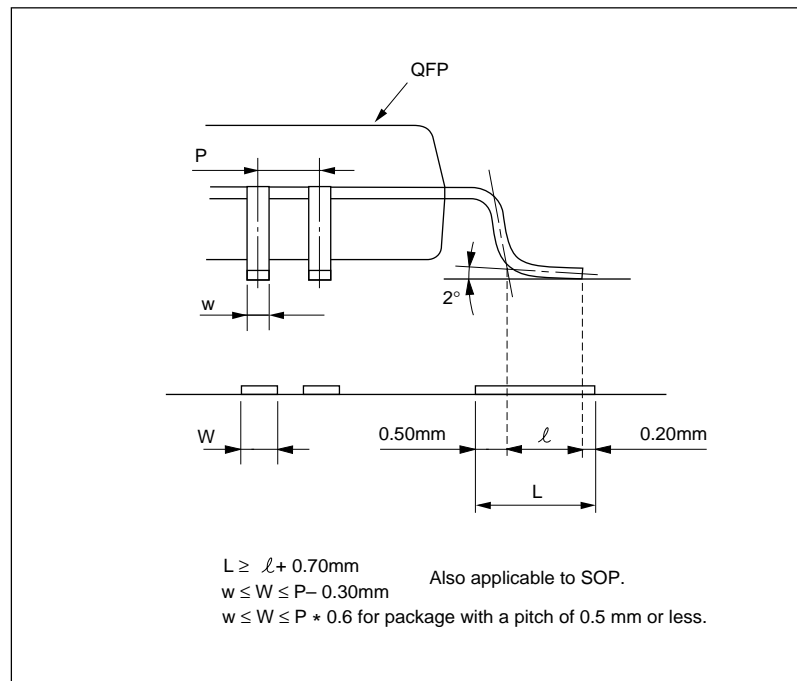 QFP
P
2°
w
W
0.50mm
ℓ
0.20mm
L
L ≥ ℓ + 0.70mm
Also applicable to SOP.
w ≤ W ≤ P– 0.30mm
w ≤ W ≤ P * 0.6 for package with a pitch of 0.5 mm or less.